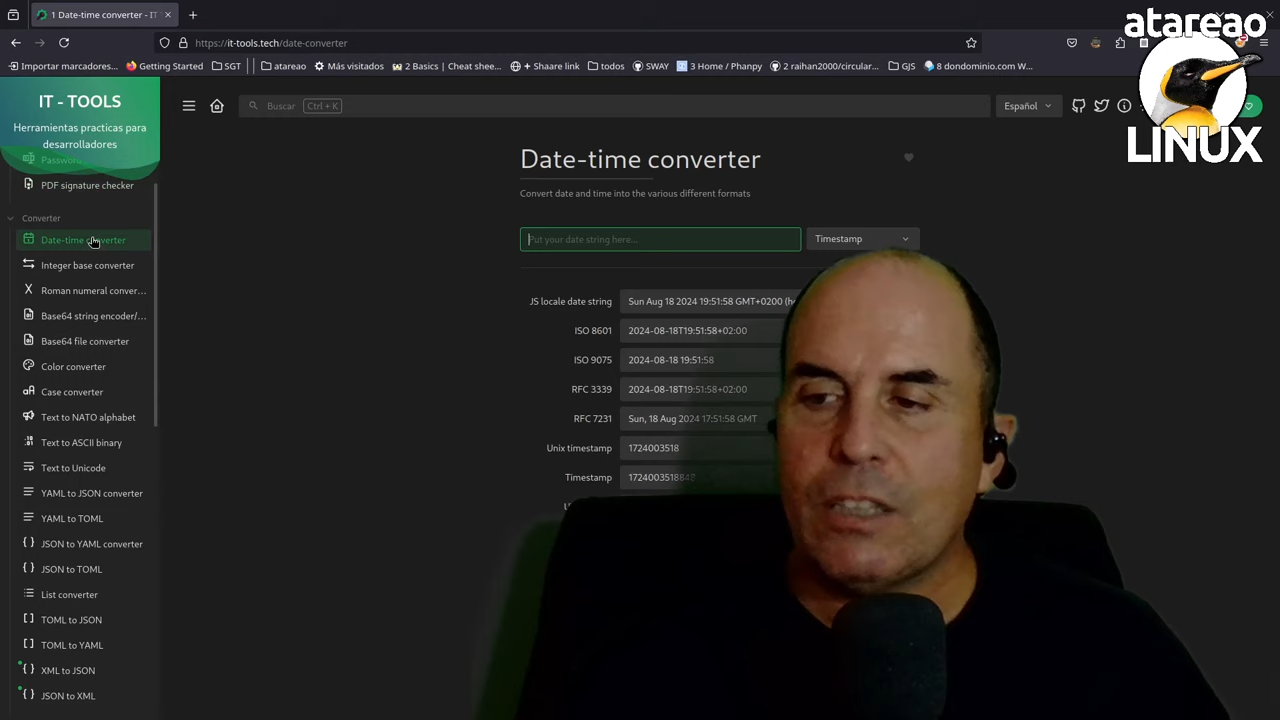 1 Date-time converter - IT
https://it-tools.tech/date-converter
Importar marcadores...
Getting Started
SGT
atareao
Más visitados
2 Basics | Cheat shee...
+ Shaare link
todos
SWAY
3 Home / Phanpy
2 raihan2000/circular...
GJS
8 dondominio.com W...
atareao
LINUX
IT - TOOLS
Herramientas practicas para
desarrolladores
Buscar
Ctrl + K
Español
Password
PDF signature checker
Converter
Date-time converter
Integer base converter
Roman numeral conver...
Base64 string encoder/...
Base64 file converter
Color converter
Case converter
Text to NATO alphabet
Text to ASCII binary
Text to Unicode
YAML to JSON converter
YAML to TOML
JSON to YAML converter
JSON to TOML
List converter
TOML to JSON
TOML to YAML
XML to JSON
JSON to XML
Date-time converter
Convert date and time into the various different formats
Put your date string here...
Timestamp
JS locale date string
Sun Aug 18 2024 19:51:58 GMT+0200 (h
ISO 8601
2024-08-18T19:51:58+02:00
ISO 9075
2024-08-18 19:51:58
RFC 3339
2024-08-18T19:51:58+02:00
RFC 7231
Sun, 18 Aug 2024 17:51:58 GMT
Unix timestamp
1724003518
Timestamp